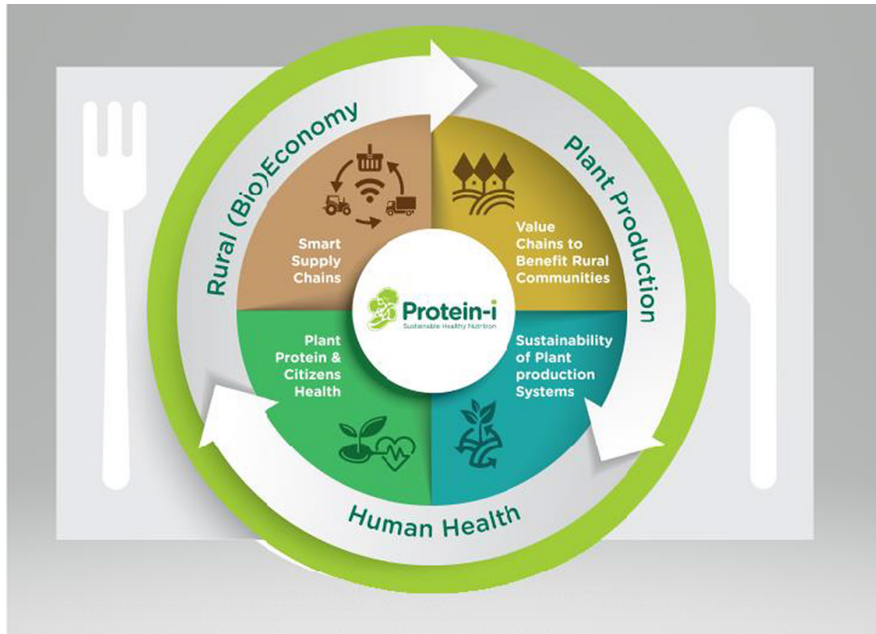 Rural (Bio)Economy
Plant Production
Smart
Supply
Chains
Value
Chains to
Benefit Rural
Communities
Protein-i
Sustainable Healthy Nutrition
Plant
Protein &
Citizens
Health
Sustainability
of Plant
production
Systems
Human Health